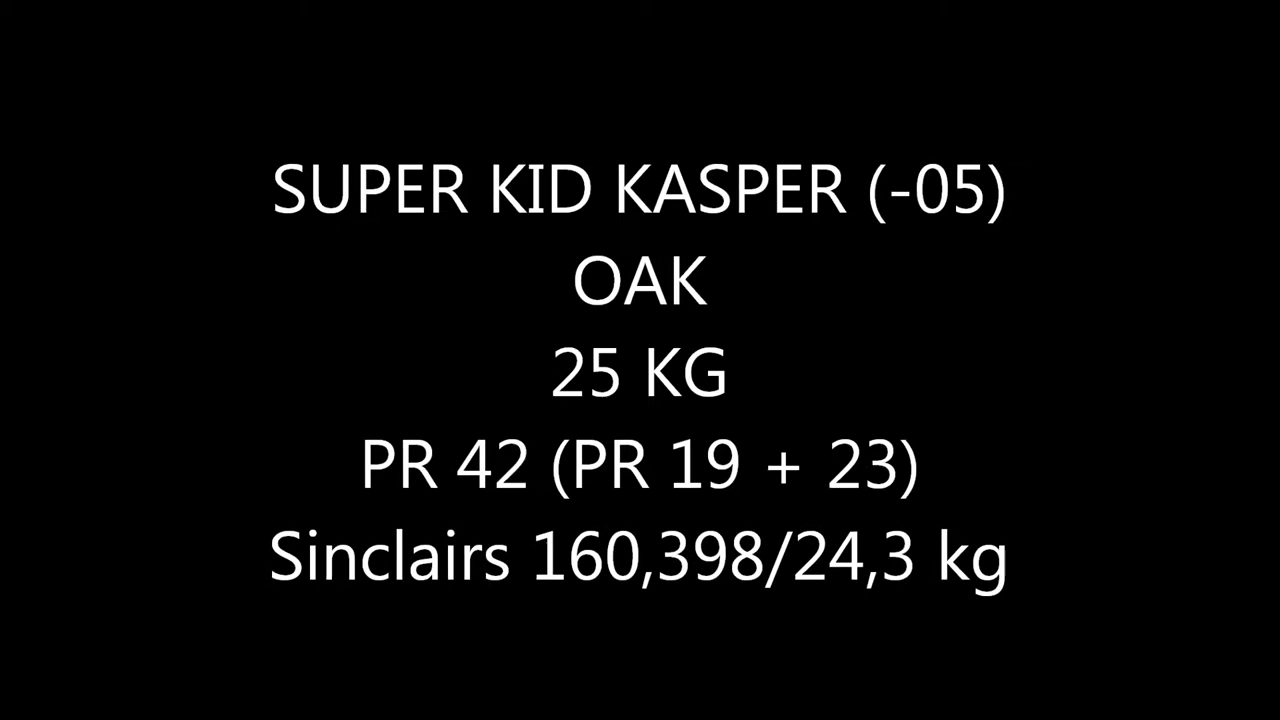 SUPER KID KASPER (-05)
OAK
25 KG
PR 42 (PR 19 + 23)
Sinclairs 160,398/24,3 kg